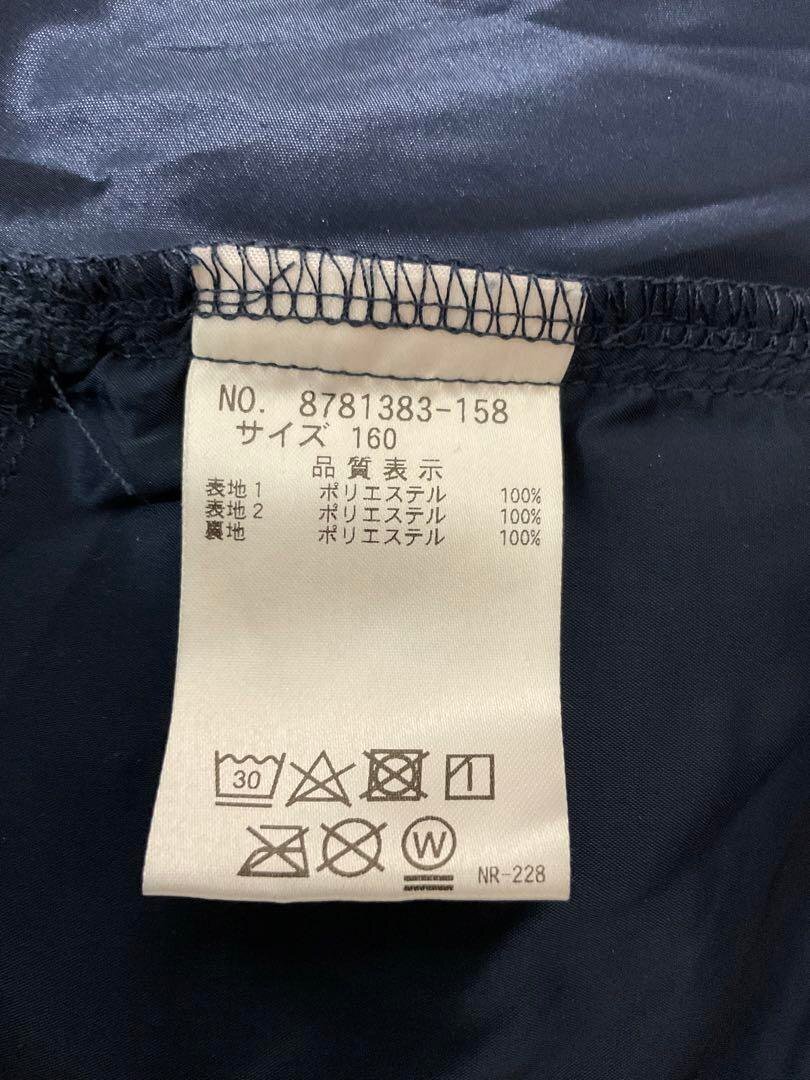 NO. 8781383-158
サイズ 160
品質表示
表地1 ポリエステル 100%
表地2 ポリエステル 100%
裏地 ポリエステル 100%
30
W
NR-228